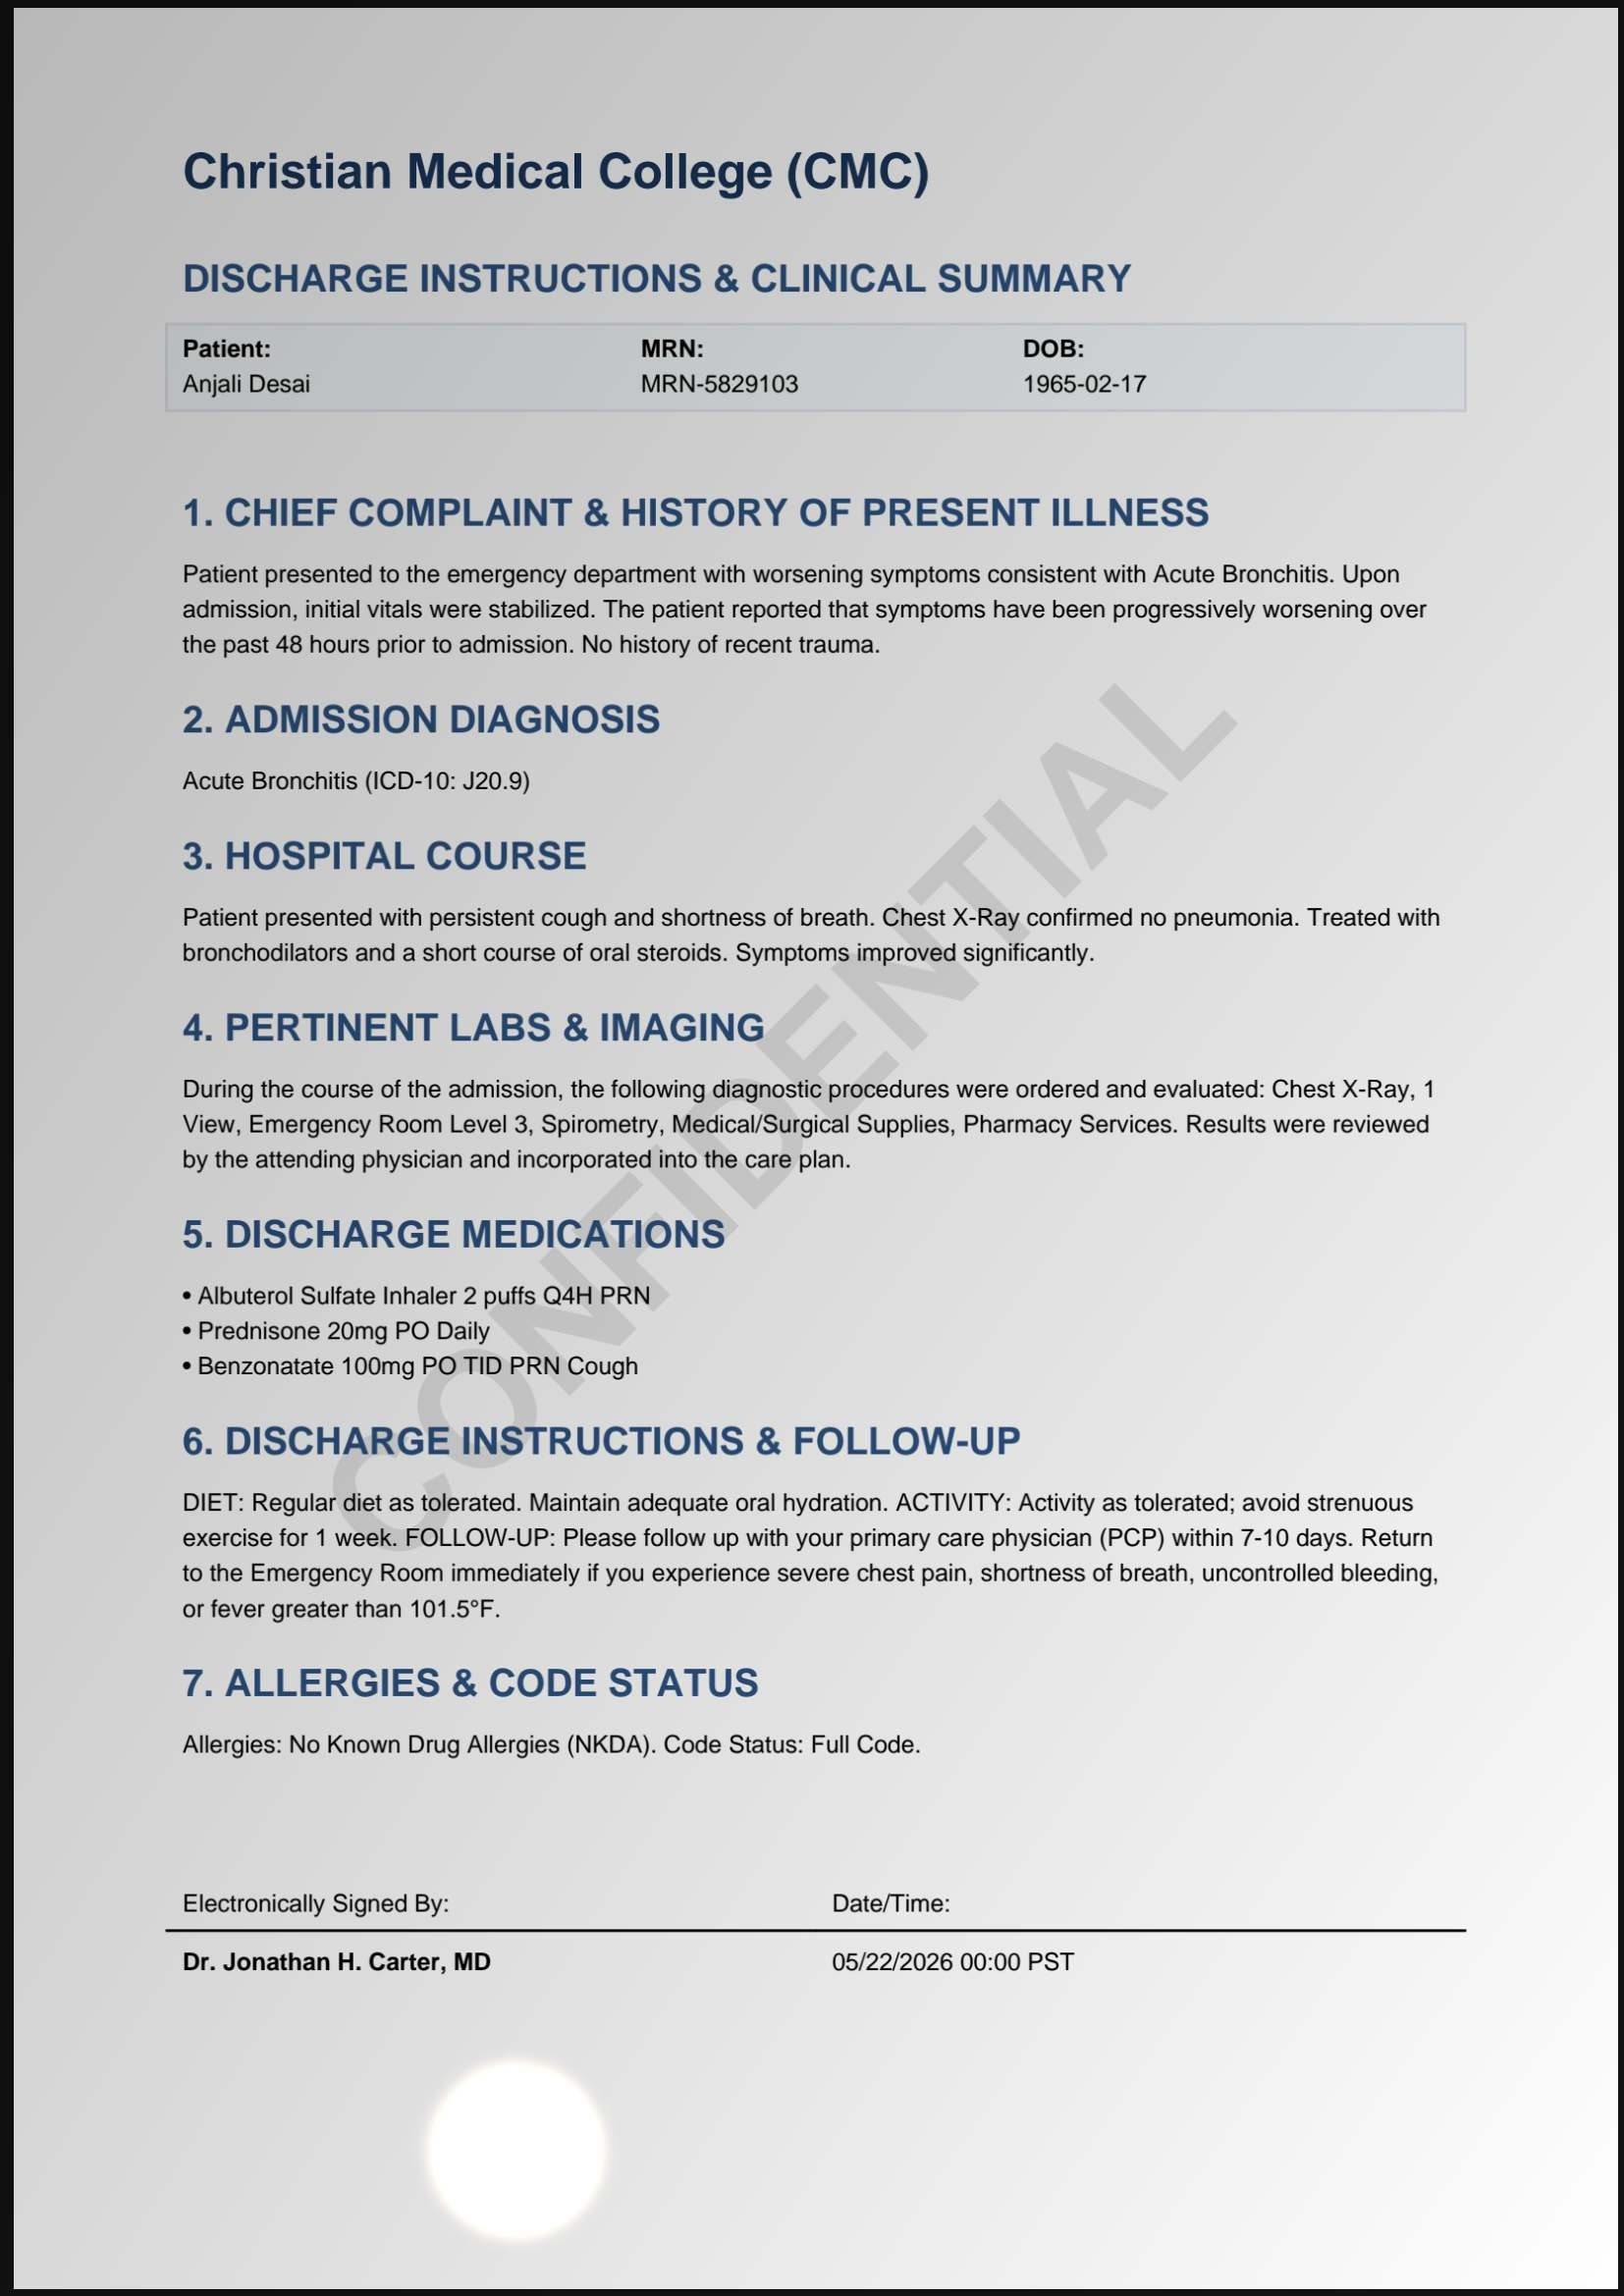 Christian Medical College (CMC)
DISCHARGE INSTRUCTIONS & CLINICAL SUMMARY
Patient: MRN: DOB:
Anjali Desai MRN-5829103 1965-02-17
1. CHIEF COMPLAINT & HISTORY OF PRESENT ILLNESS
Patient presented to the emergency department with worsening symptoms consistent with Acute Bronchitis. Upon
admission, initial vitals were stabilized. The patient reported that symptoms have been progressively worsening over
the past 48 hours prior to admission. No history of recent trauma.
2. ADMISSION DIAGNOSIS
Acute Bronchitis (ICD-10: J20.9)
3. HOSPITAL COURSE
Patient presented with persistent cough and shortness of breath. Chest X-Ray confirmed no pneumonia. Treated with
bronchodilators and a short course of oral steroids. Symptoms improved significantly.
4. PERTINENT LABS & IMAGING
During the course of the admission, the following diagnostic procedures were ordered and evaluated: Chest X-Ray, 1
View, Emergency Room Level 3, Spirometry, Medical/Surgical Supplies, Pharmacy Services. Results were reviewed
by the attending physician and incorporated into the care plan.
5. DISCHARGE MEDICATIONS
• Albuterol Sulfate Inhaler 2 puffs Q4H PRN
• Prednisone 20mg PO Daily
• Benzonatate 100mg PO TID PRN Cough
6. DISCHARGE INSTRUCTIONS & FOLLOW-UP
DIET: Regular diet as tolerated. Maintain adequate oral hydration. ACTIVITY: Activity as tolerated; avoid strenuous
exercise for 1 week. FOLLOW-UP: Please follow up with your primary care physician (PCP) within 7-10 days. Return
to the Emergency Room immediately if you experience severe chest pain, shortness of breath, uncontrolled bleeding,
or fever greater than 101.5°F.
7. ALLERGIES & CODE STATUS
Allergies: No Known Drug Allergies (NKDA). Code Status: Full Code.
Electronically Signed By: Date/Time:
Dr. Jonathan H. Carter, MD 05/22/2026 00:00 PST
CONFIDENTIAL